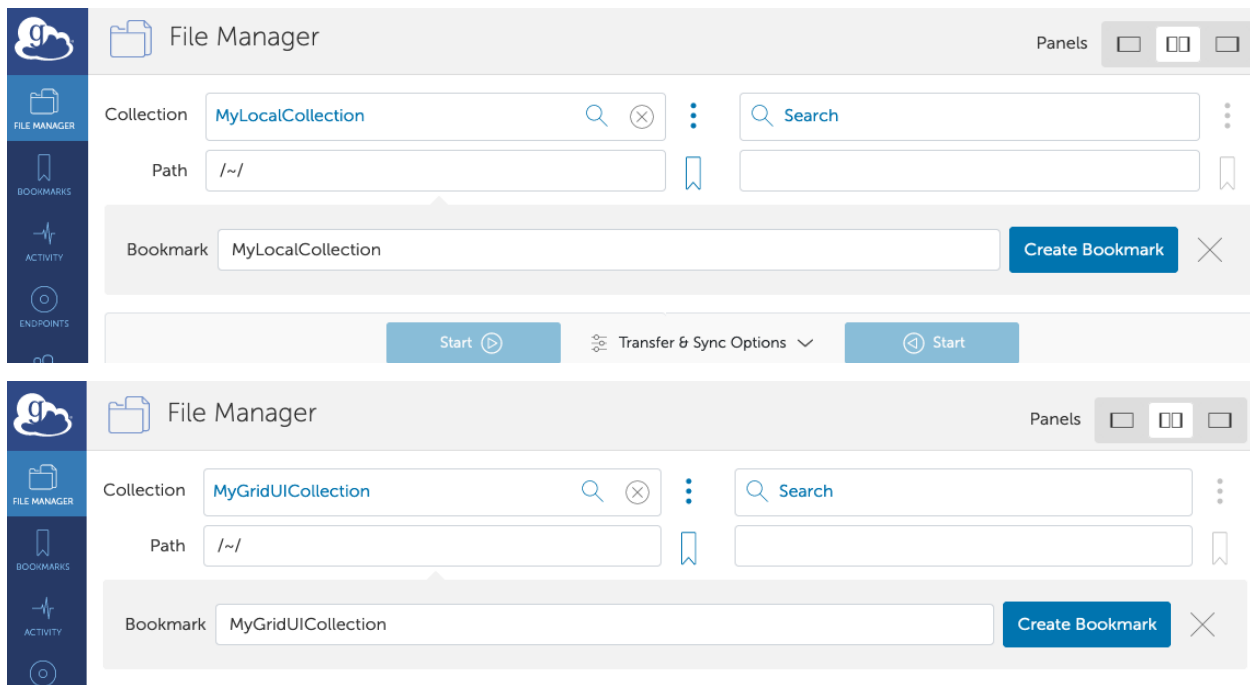 g
File Manager
Panels
FILE MANAGER
Collection
MyLocalCollection
Search
Path
/~/
BOOKMARKS
Bookmark
MyLocalCollection
Create Bookmark
ACTIVITY
ENDPOINTS
Start
Transfer & Sync Options
Start
g
File Manager
Panels
FILE MANAGER
Collection
MyGridUICollection
Search
Path
/~/
BOOKMARKS
Bookmark
MyGridUICollection
Create Bookmark
ACTIVITY